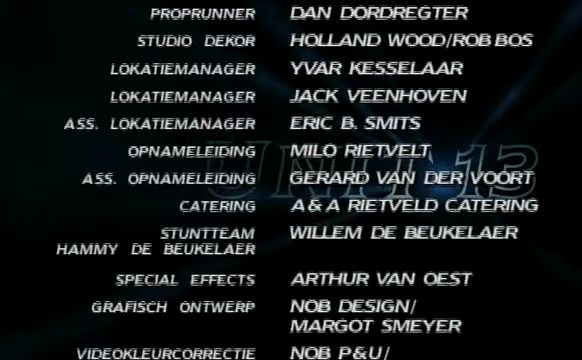 PROPRUNNER DAN DORDREGTER
STUDIO DEKOR HOLLAND WOOD/ROB BOS
LOKATIEMANAGER YVAR KESSELAAR
LOKATIEMANAGER JACK VEENHOVEN
ASS. LOKATIEMANAGER ERIC B. SMITS
OPNAMELEIDING MILO RIETVELT
UNIT 13
ASS. OPNAMELEIDING GERARD VAN DER VOORT
CATERING A & A RIETVELD CATERING
STUNTTEAM WILLEM DE BEUKELAER
HAMMY DE BEUKELAER
SPECIAL EFFECTS ARTHUR VAN OEST
GRAFISCH ONTWERP NOB DESIGN/
MARGOT SMEYER
VIDEOKLEURCORRECTIE NOB P&U/